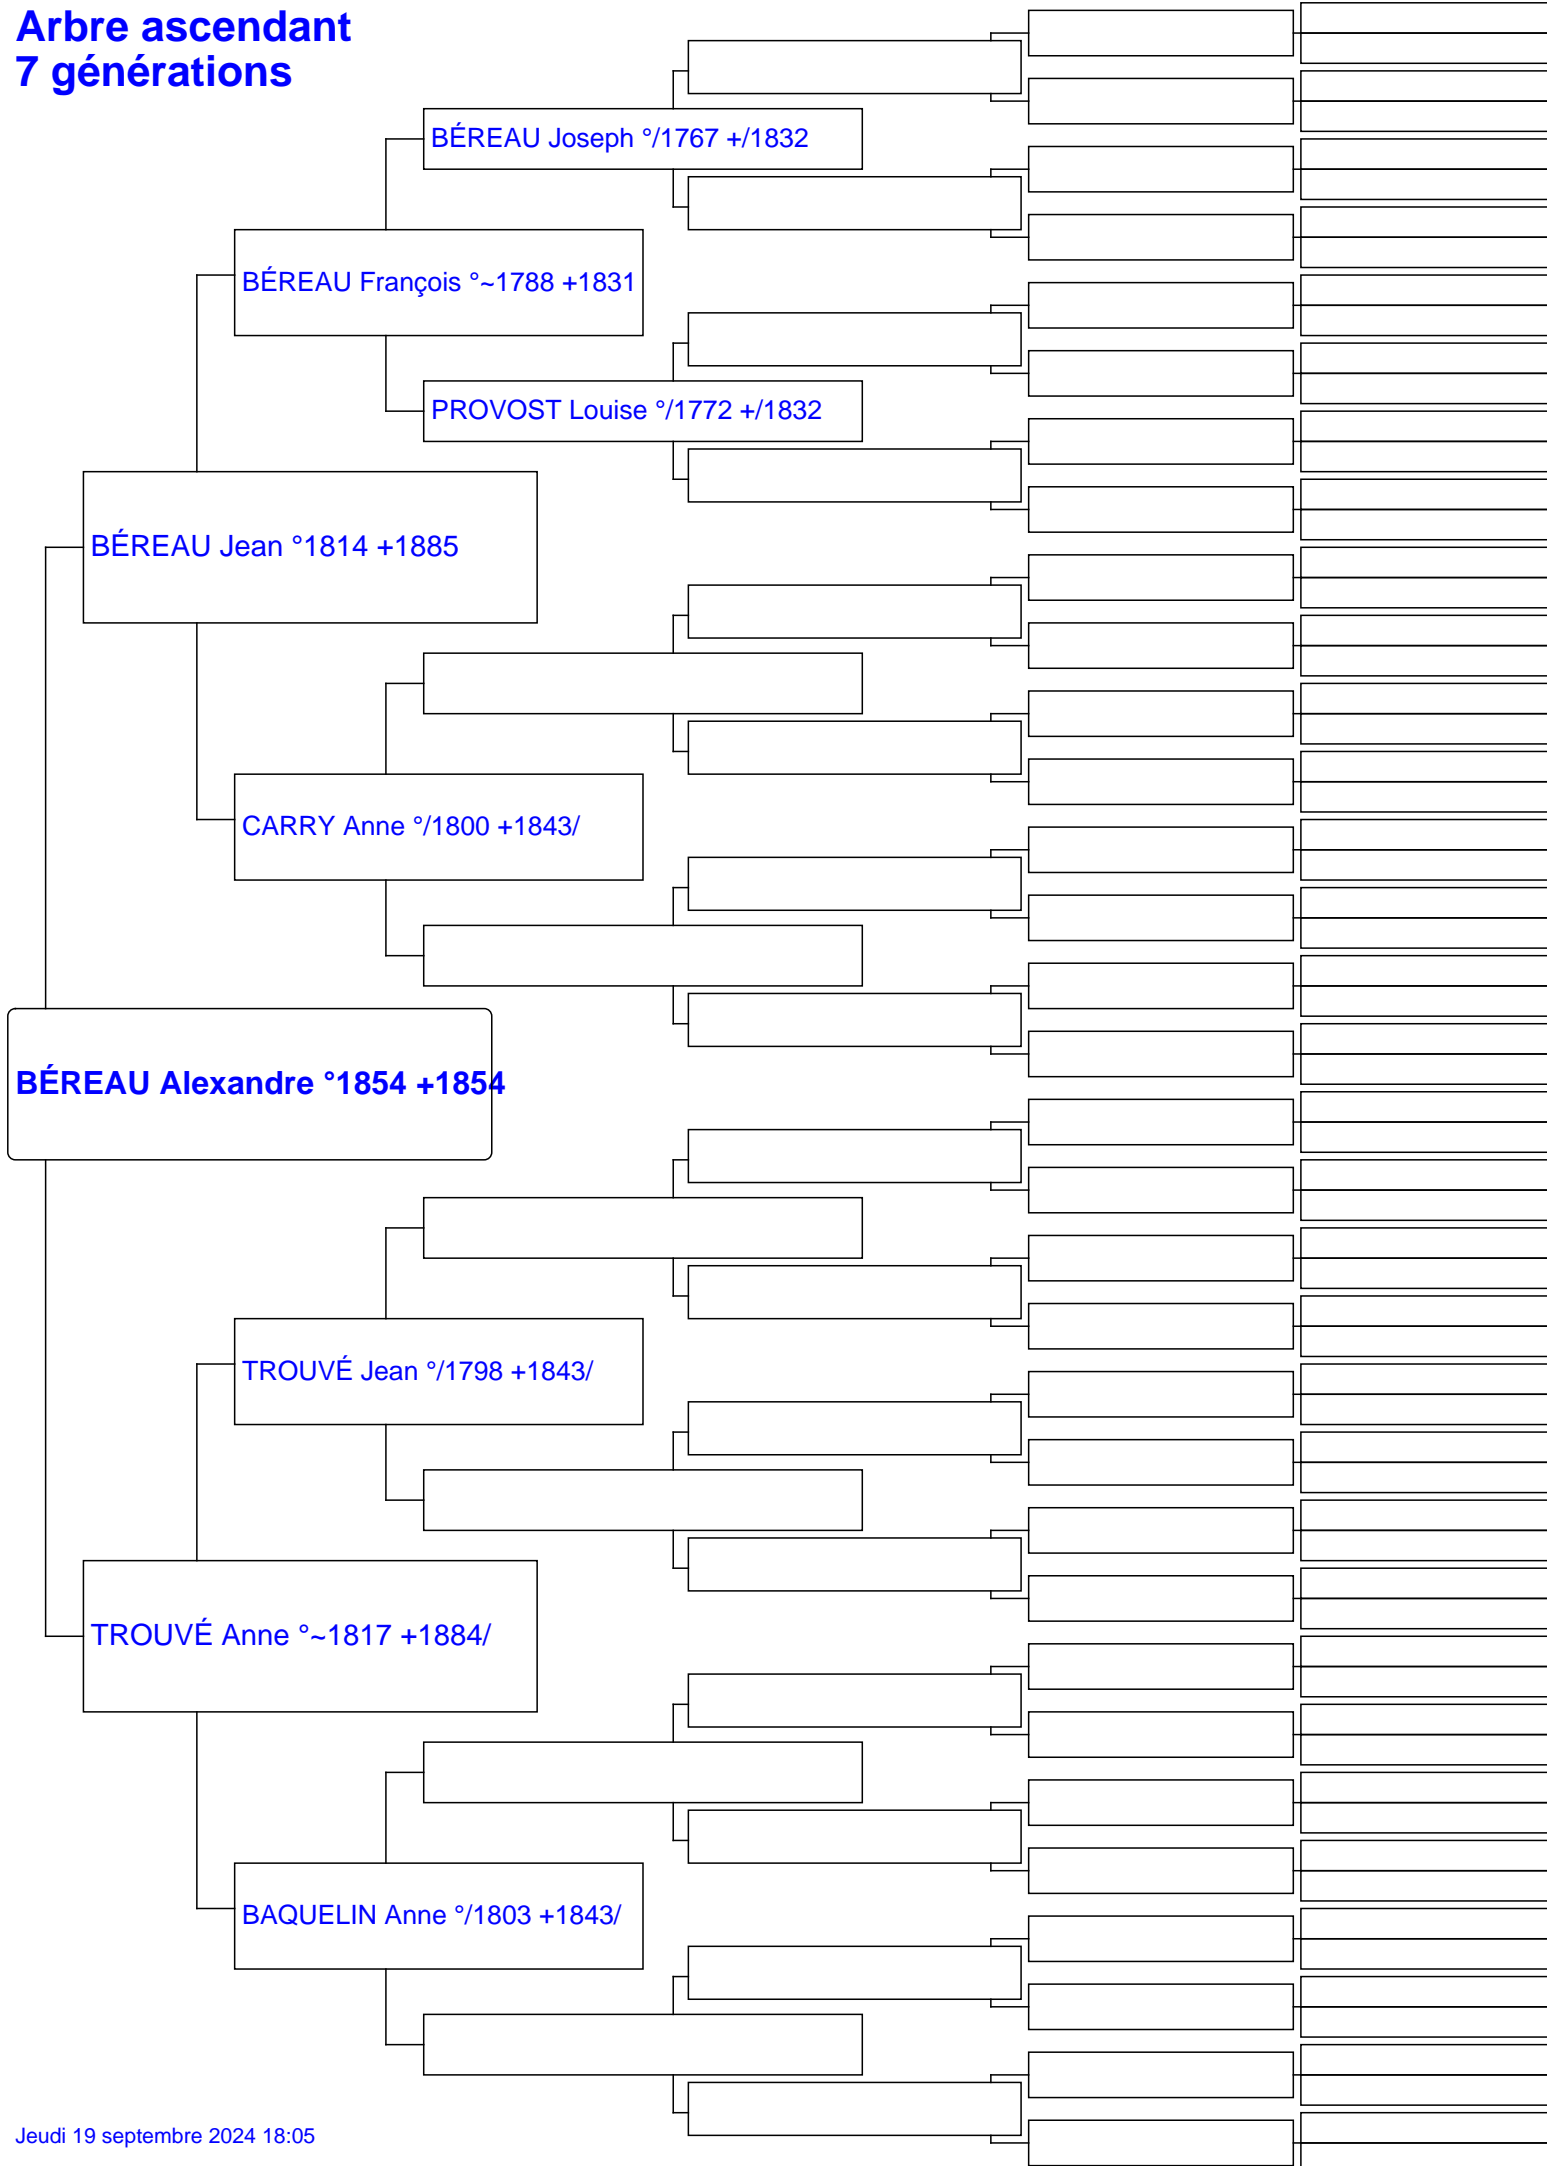 Arbre ascendant
7 générations
BÉREAU Joseph °/1767 +/1832
BÉREAU François °~1788 +1831
PROVOST Louise °/1772 +/1832
BÉREAU Jean °1814 +1885
CARRY Anne °/1800 +1843/
BÉREAU Alexandre °1854 +1854
TROUVÉ Jean °/1798 +1843/
TROUVÉ Anne °~1817 +1884/
BAQUELIN Anne °/1803 +1843/
Jeudi 19 septembre 2024 18:05